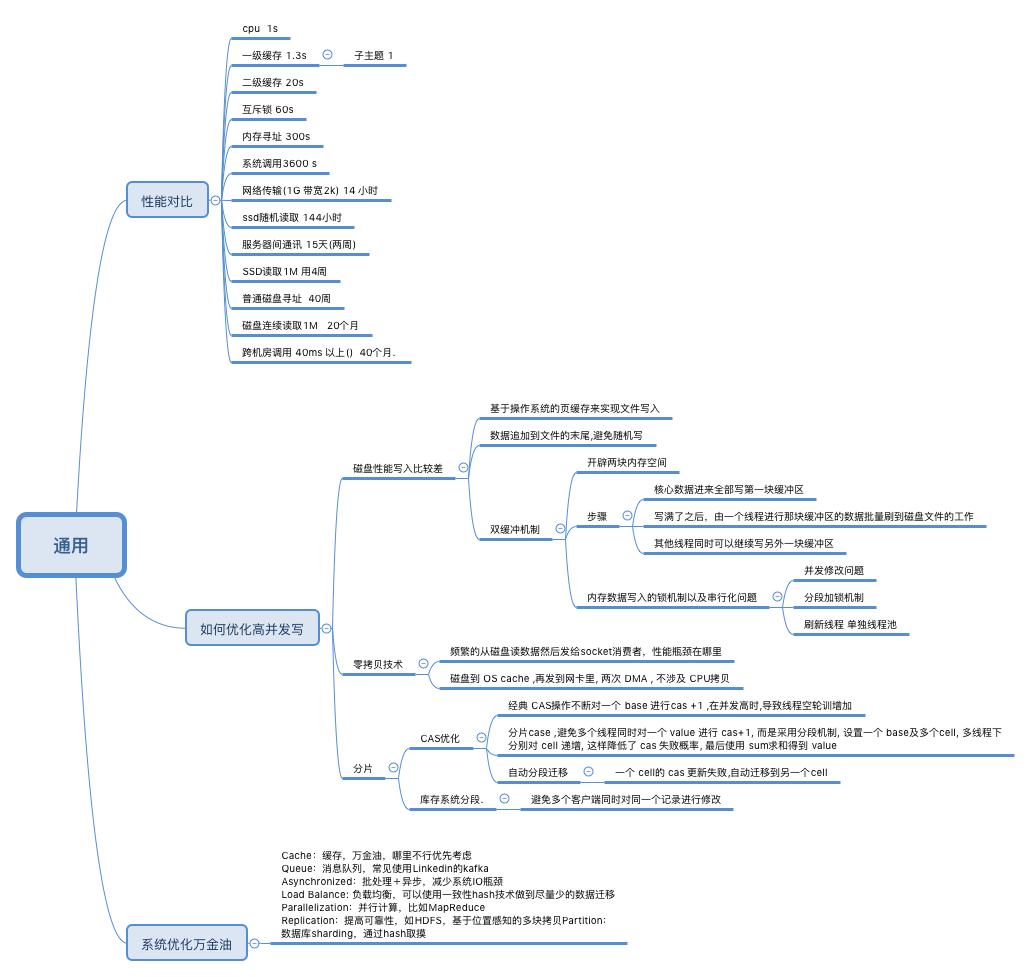 通用
性能对比
cpu 1s
一级缓存 1.3s
子主题 1
二级缓存 20s
互斥锁 60s
内存寻址 300s
系统调用3600 s
网络传输(1G 带宽2k) 14 小时
ssd随机读取 144小时
服务器间通讯 15天(两周)
SSD读取1M 用4周
普通磁盘寻址 40周
磁盘连续读取1M 20个月
跨机房调用 40ms 以上() 40个月.
如何优化高并发写
磁盘性能写入比较差
基于操作系统的页缓存来实现文件写入
数据追加到文件的末尾,避免随机写
双缓冲机制
开辟两块内存空间
步骤
核心数据进来全部写第一块缓冲区
写满了之后，由一个线程进行那块缓冲区的数据批量刷到磁盘文件的工作
其他线程同时可以继续写另外一块缓冲区
内存数据写入的锁机制以及串行化问题
并发修改问题
分段加锁机制
刷新线程 单独线程池
零拷贝技术
频繁的从磁盘读数据然后发给socket消费者，性能瓶颈在哪里
磁盘到 OS cache ,再发到网卡里, 两次 DMA , 不涉及 CPU拷贝
分片
CAS优化
经典 CAS操作不断对一个 base 进行cas +1 ,在并发高时,导致线程空轮训增加
分片case ,避免多个线程同时对一个 value 进行 cas+1, 而是采用分段机制, 设置一个 base及多个cell, 多线程下
分别对 cell 递增, 这样降低了 cas 失败概率, 最后使用 sum求和得到 value
自动分段迁移
一个 cell的 cas 更新失败,自动迁移到另一个cell
库存系统分段.
避免多个客户端同时对同一个记录进行修改
系统优化万金油
Cache：缓存，万金油，哪里不行优先考虑
Queue：消息队列，常见使用Linkedin的kafka
Asynchronized：批处理＋异步，减少系统IO瓶颈
Load Balance: 负载均衡，可以使用一致性hash技术做到尽量少的数据迁移
Parallelization：并行计算，比如MapReduce
Replication：提高可靠性，如HDFS，基于位置感知的多块拷贝Partition：
数据库sharding，通过hash取摸